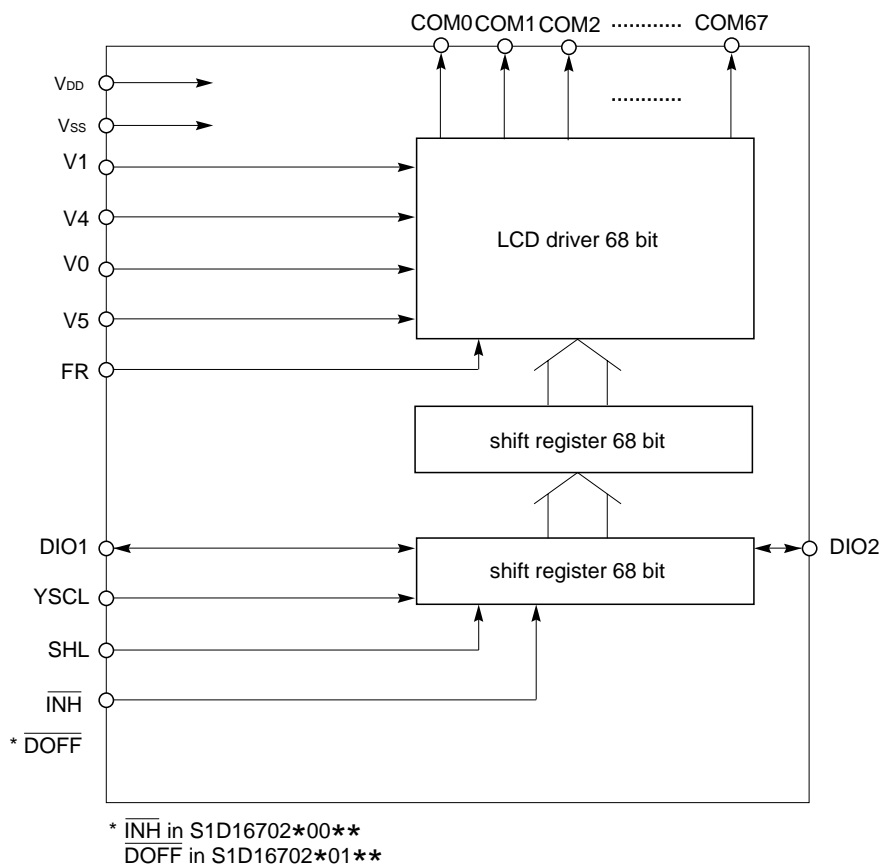 COM0 COM1 COM2 ............ COM67
VDD
............
VSS
V1
V4
LCD driver 68 bit
V0
V5
FR
shift register 68 bit
DIO1
DIO2
shift register 68 bit
YSCL
SHL
INH
* DOFF
* INH in S1D16702*00**
DOFF in S1D16702*01**